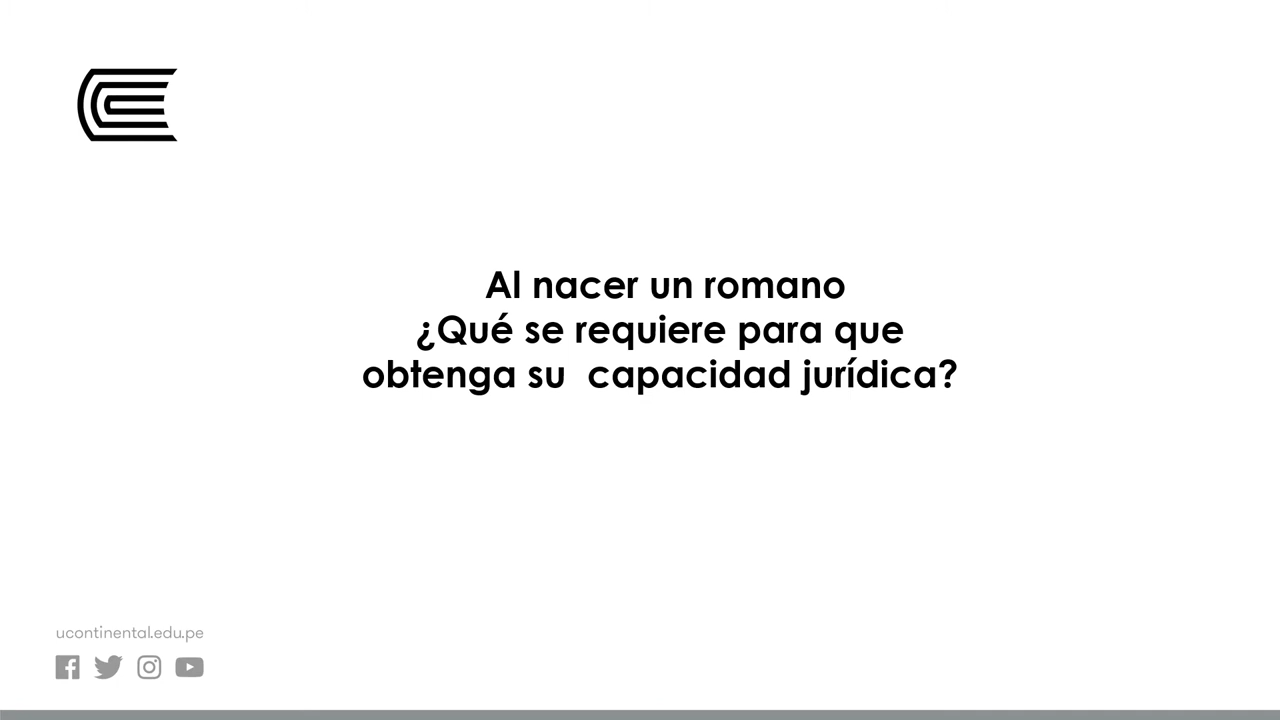 Al nacer un romano
¿Qué se requiere para que
obtenga su  capacidad jurídica?
ucontinental.edu.pe